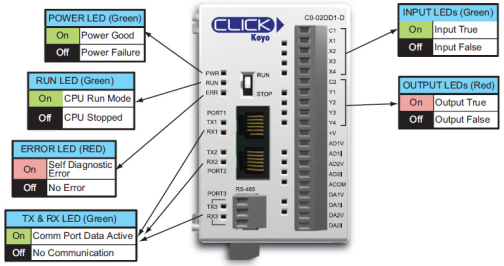 POWER LED (Green)
On Power Good
Off Power Failure
RUN LED (Green)
On CPU Run Mode
Off CPU Stopped
ERROR LED (RED)
On Self Diagnostic Error
Off No Error
TX & RX LED (Green)
On Comm Port Data Active
Off No Communication
CLICK
Koyo
C0-02DD1-D
PWR
RUN
ERR
RUN
STOP
PORT1
TX1
RX1
TX2
RX2
PORT2
PORT3
RS-485
TX3
RX3
C1
X1
X2
X3
X4
C2
Y1
Y2
Y3
Y4
+V
AD1V
AD1I
AD2V
AD2I
ACOM
DA1V
DA1I
DA2V
DA2I
INPUT LEDs (Green)
On Input True
Off Input False
OUTPUT LEDs (Red)
On Output True
Off Output False